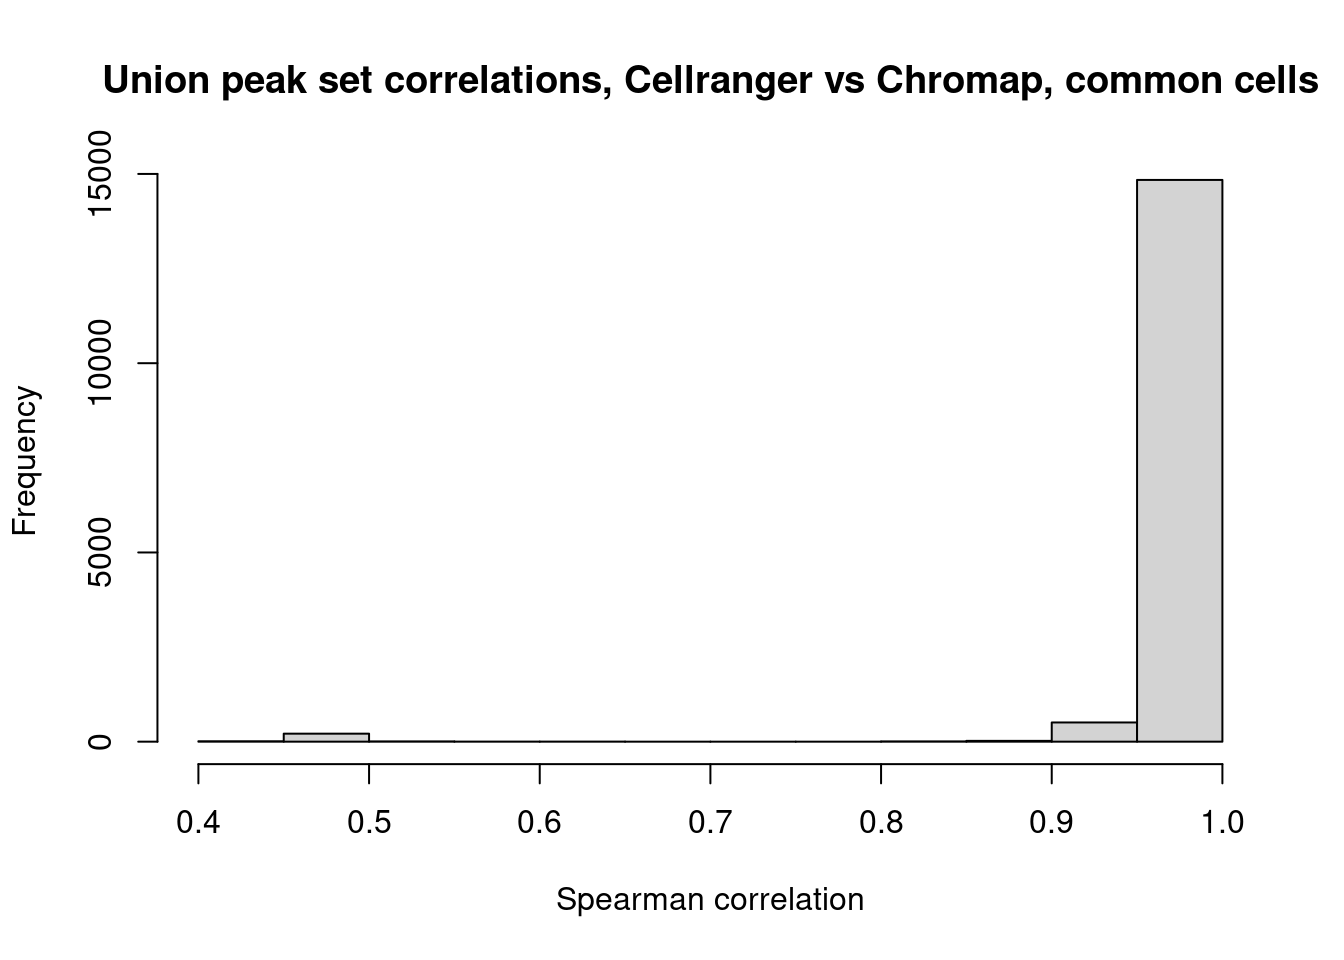 Union peak set correlations, Cellranger vs Chromap, common cells
15000
10000
5000
0
Frequency
0.4 0.5 0.6 0.7 0.8 0.9 1.0
Spearman correlation